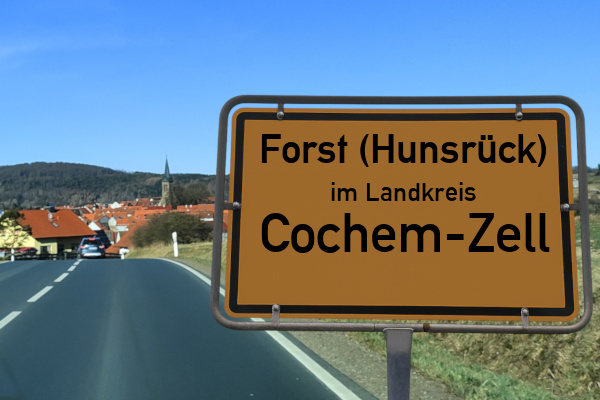 Forst (Hunsrück)
im Landkreis
Cochem-Zell